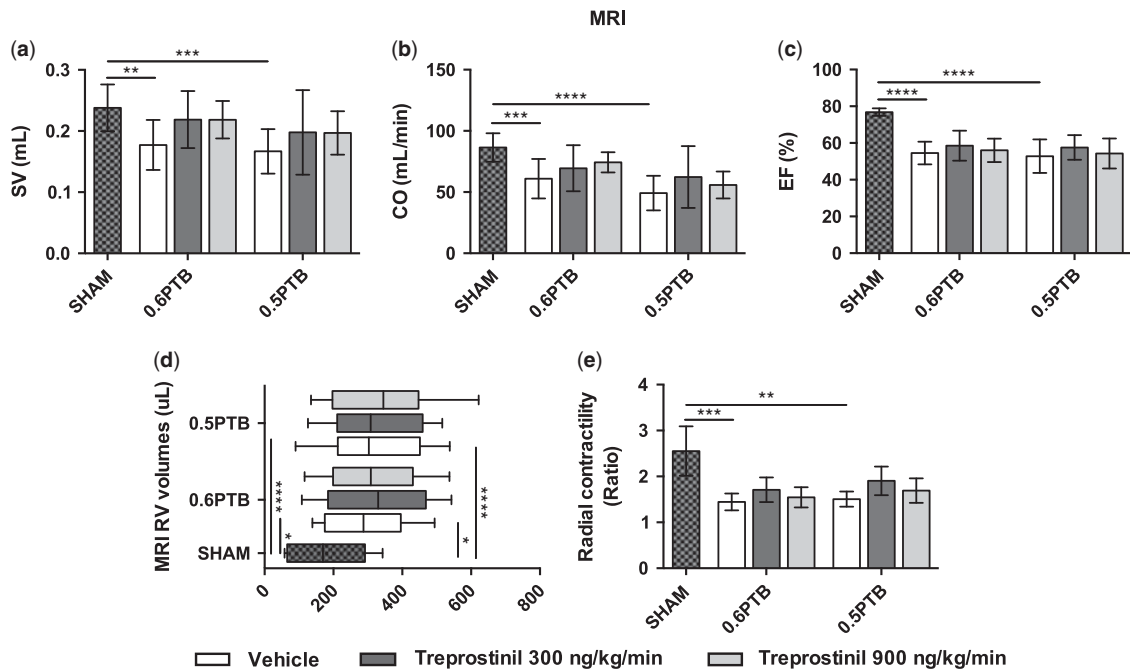 MRI
(a)
SV (mL)
0.3
0.2
0.1
0.0
**
***
SHAM
0.6PTB
0.5PTB
(b)
CO (mL/min)
150
100
50
0
***
****
SHAM
0.6PTB
0.5PTB
(c)
EF (%)
100
80
60
40
20
0
****
****
SHAM
0.6PTB
0.5PTB
(d)
MRI RV volumes (uL)
0.5PTB
0.6PTB
SHAM
****
*
*
****
0
200
400
600
800
(e)
Radial contractility
(Ratio)
4
3
2
1
0
***
**
SHAM
0.6PTB
0.5PTB
Vehicle
Treprostinil 300 ng/kg/min
Treprostinil 900 ng/kg/min